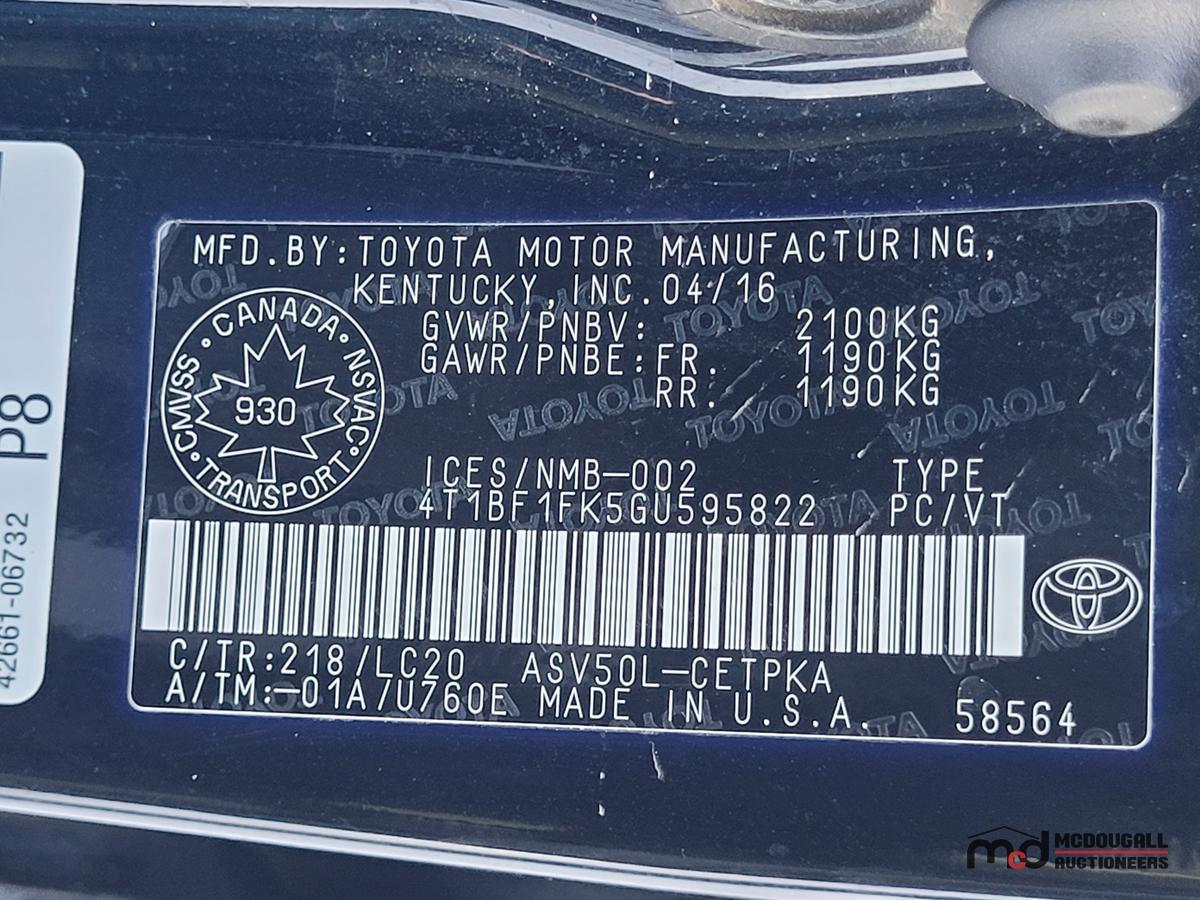 MFD.BY:TOYOTA MOTOR MANUFACTURING,
KENTUCKY,INC.04/16
GVWR/PNBV: 2100KG
GAWR/PNBE:FR. 1190KG
RR. 1190KG
CANADA · NSVAC · TRANSPORT · CMVSS ·
930
ICES/NMB-002 TYPE
4T1BF1FK5GU595822 PC/VT
C/TR:218/LC20 ASV50L-CETPKA
A/TM:-01A/U760E MADE IN U.S.A. 58564
P8
42661-06732
TOYOTA
mcd MCDOUGALL
AUCTIONEERS